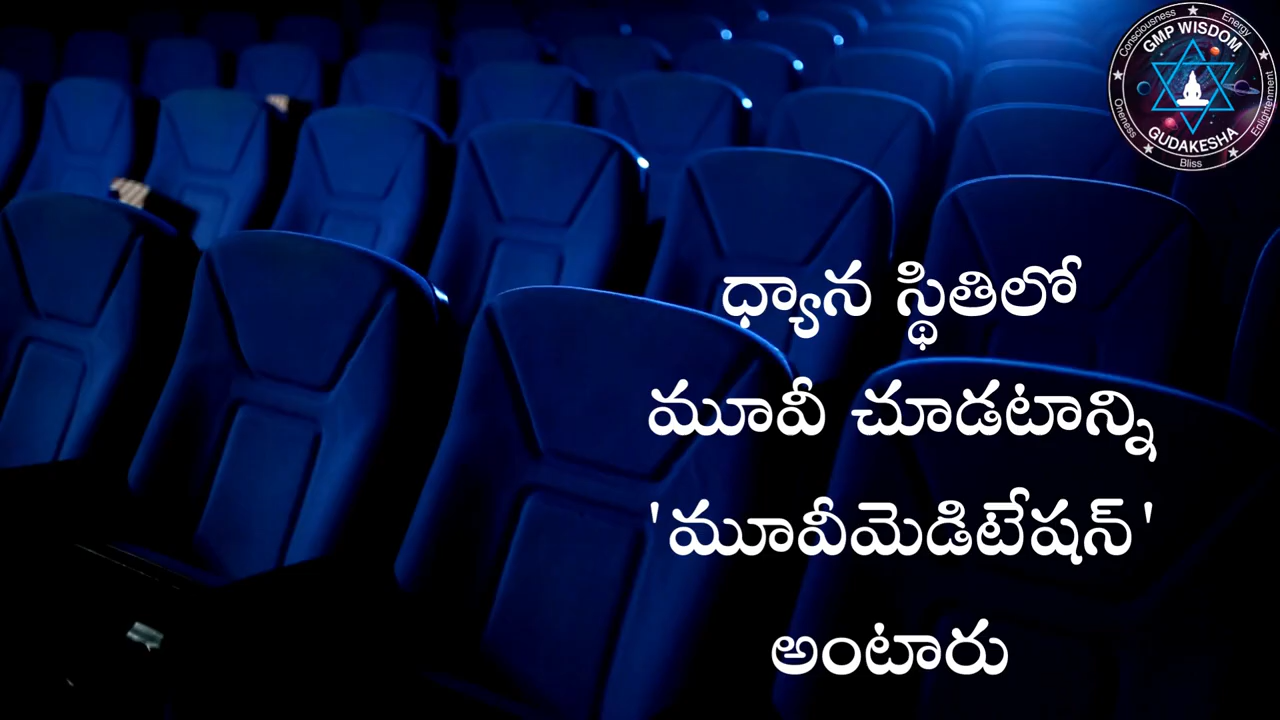 Consciousness
Energy
GMP WISDOM
Oneness
Enlightenment
GUDAKESHA
Bliss
ధ్యాన స్థితిలో
మూవీ చూడటాన్ని
'మూవీమెడిటేషన్'
అంటారు